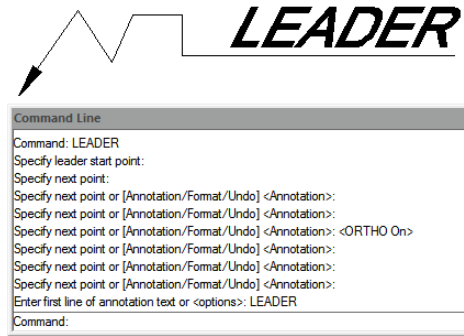 LEADER
Command Line
Command: LEADER
Specify leader start point:
Specify next point:
Specify next point or [Annotation/Format/Undo] <Annotation>:
Specify next point or [Annotation/Format/Undo] <Annotation>:
Specify next point or [Annotation/Format/Undo] <Annotation>: <ORTHO On>
Specify next point or [Annotation/Format/Undo] <Annotation>:
Specify next point or [Annotation/Format/Undo] <Annotation>:
Specify next point or [Annotation/Format/Undo] <Annotation>:
Enter first line of annotation text or <options>: LEADER
Command: